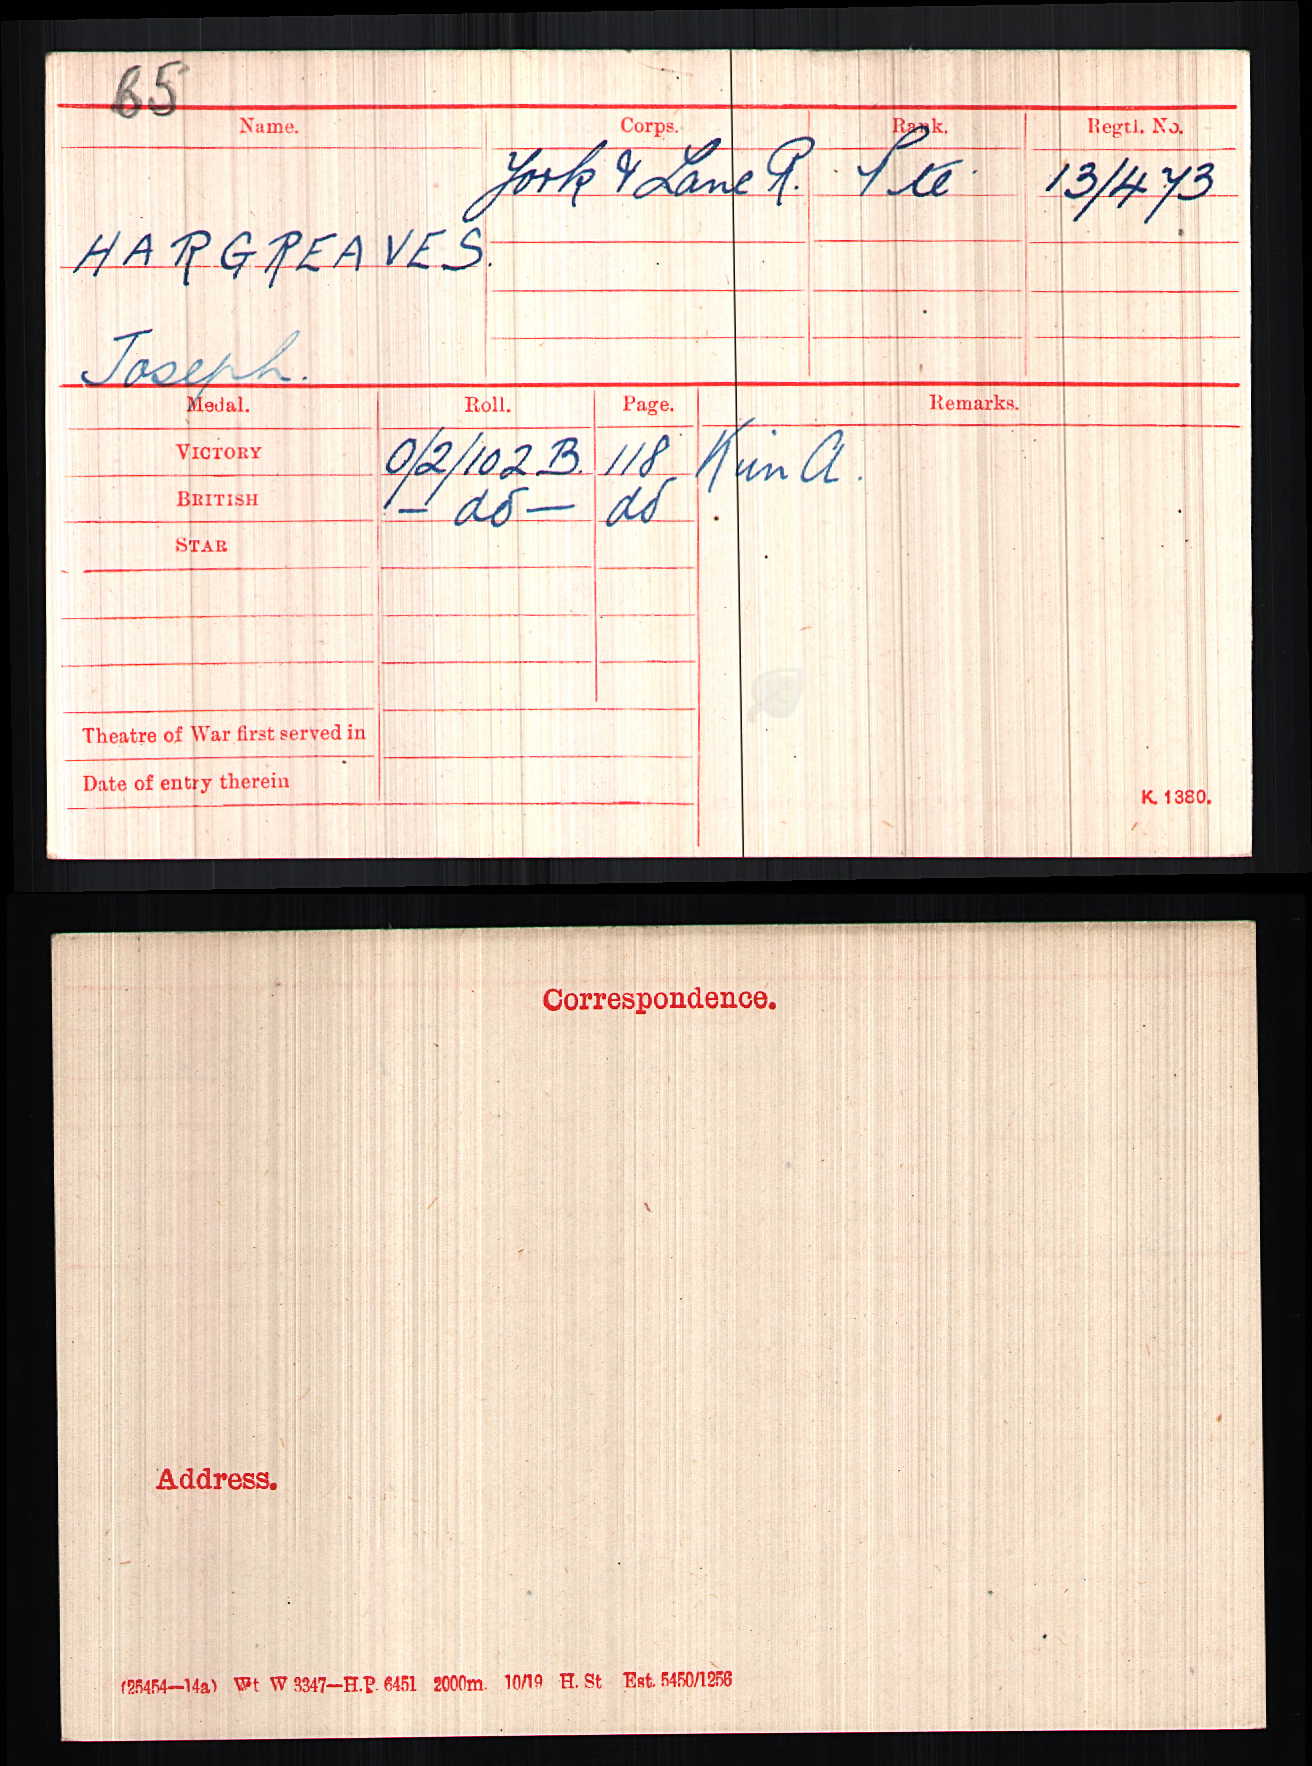 65
Name. Corps. Rank. Regtl. No.
York & Lanc R. Pte 13/473
HARGREAVES.
Joseph.
Medal. Roll. Page. Remarks.
VICTORY O/2/102 B. 118 K in A.
BRITISH — do — do
STAR
Theatre of War first served in
Date of entry therein
K. 1380.
Correspondence.
Address.
(25454—14a) Wt W 3347—H.P. 6451 2000m. 10/19 H. St Est. 5450/1256